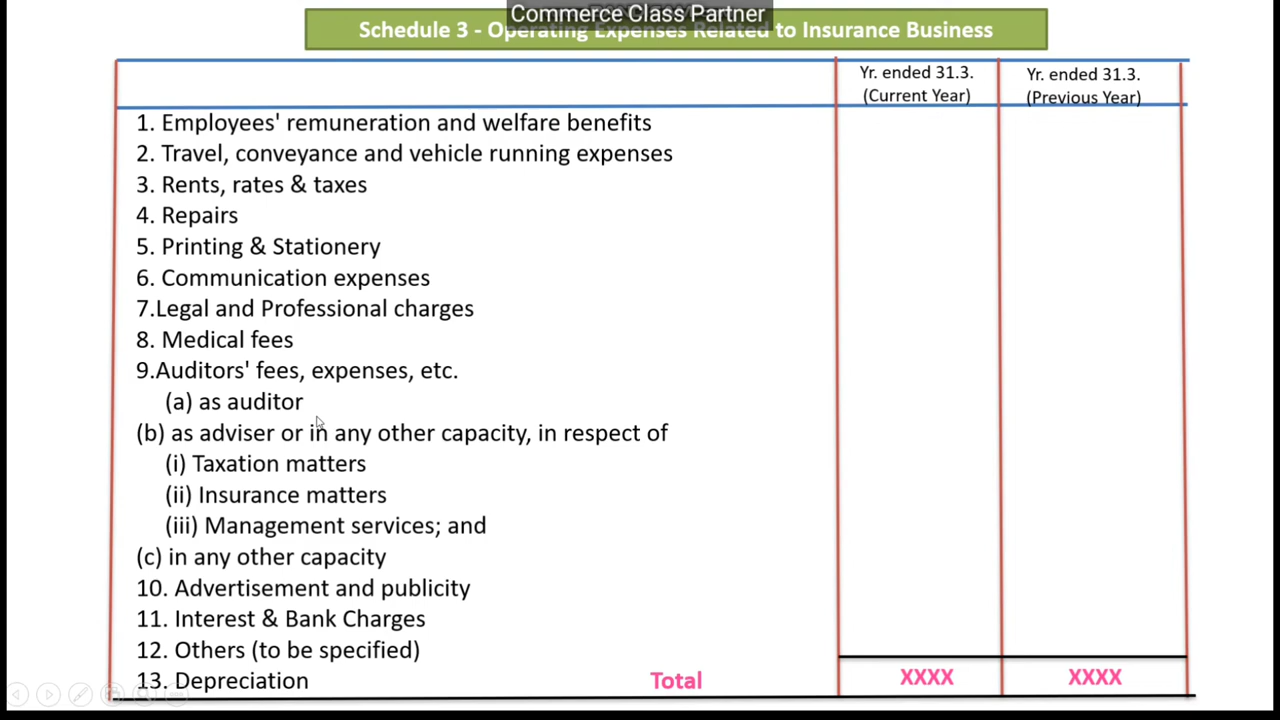 Commerce Class Partner
Schedule 3 - Operating Expenses Related to Insurance Business
Yr. ended 31.3. (Current Year)
Yr. ended 31.3. (Previous Year)
1. Employees' remuneration and welfare benefits
2. Travel, conveyance and vehicle running expenses
3. Rents, rates & taxes
4. Repairs
5. Printing & Stationery
6. Communication expenses
7.Legal and Professional charges
8. Medical fees
9.Auditors' fees, expenses, etc.
(a) as auditor
(b) as adviser or in any other capacity, in respect of
(i) Taxation matters
(ii) Insurance matters
(iii) Management services; and
(c) in any other capacity
10. Advertisement and publicity
11. Interest & Bank Charges
12. Others (to be specified)
13. Depreciation Total XXXX XXXX